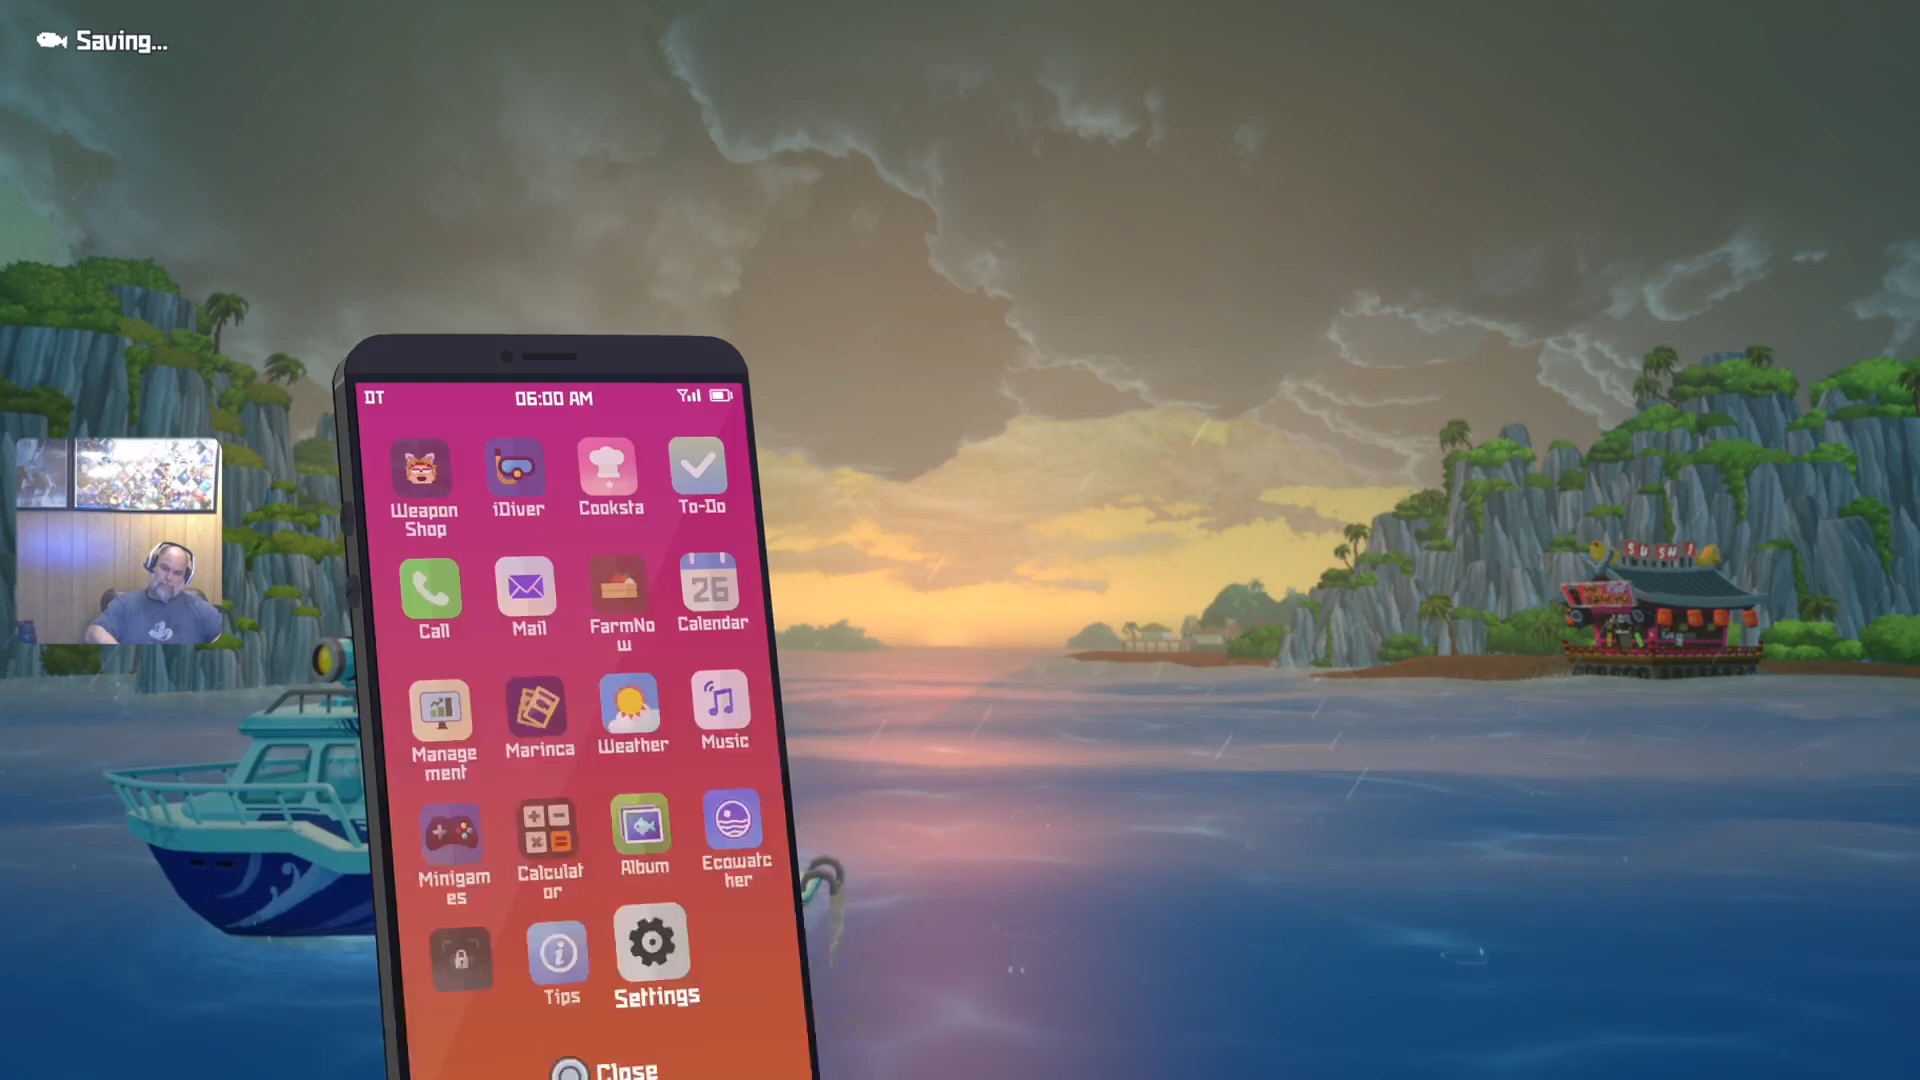 Saving...
DT
06:00 AM
Weapon
Shop
iDiver
Cooksta
To-Do
Call
Mail
FarmNo
w
26
Calendar
Manage
ment
Marinca
Weather
Music
Minigam
es
Calculat
or
Album
Ecowatc
her
Tips
Settings
Close
SUSHI